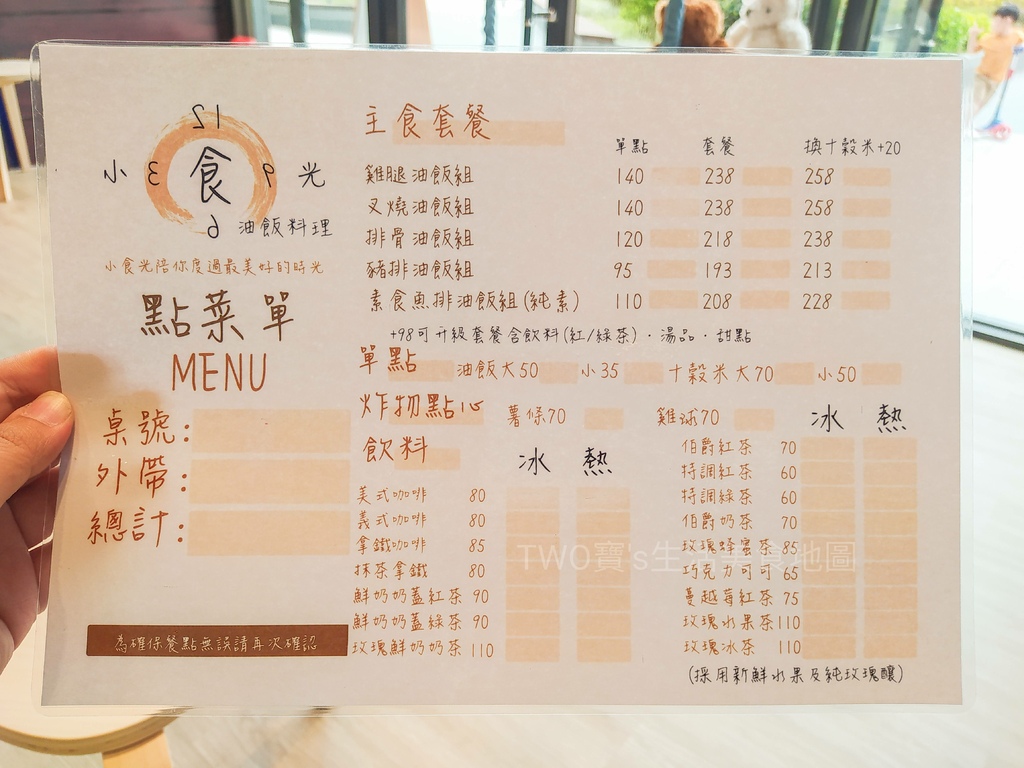 12
小 3 食 9 光
6 油飯料理
小食光陪你度過最美好的時光
點菜單
MENU
桌號:
外帶:
總計:
為確保餐點無誤請再次確認
主食套餐
單點 套餐 換十穀米+20
雞腿油飯組 140 238 258
叉燒油飯組 140 238 258
排骨油飯組 120 218 238
豬排油飯組 95 193 213
素食魚排油飯組(純素) 110 208 228
+98可升級套餐含飲料(紅/綠茶)·湯品·甜點
單點 油飯大50 小35 十穀米大70 小50
炸物點心 薯條70 雞球70
飲料 冰 熱
美式咖啡 80
義式咖啡 80
拿鐵咖啡 85
抹茶拿鐵 80
鮮奶奶蓋紅茶 90
鮮奶奶蓋綠茶 90
玫瑰鮮奶奶茶 110
冰 熱
伯爵紅茶 70
特調紅茶 60
特調綠茶 60
伯爵奶茶 70
玫瑰蜂蜜茶 85
巧克力可可 65
蔓越莓紅茶 75
玫瑰水果茶 110
玫瑰冰茶 110
(採用新鮮水果及純玫瑰釀)
TWO寶's生活美食地圖